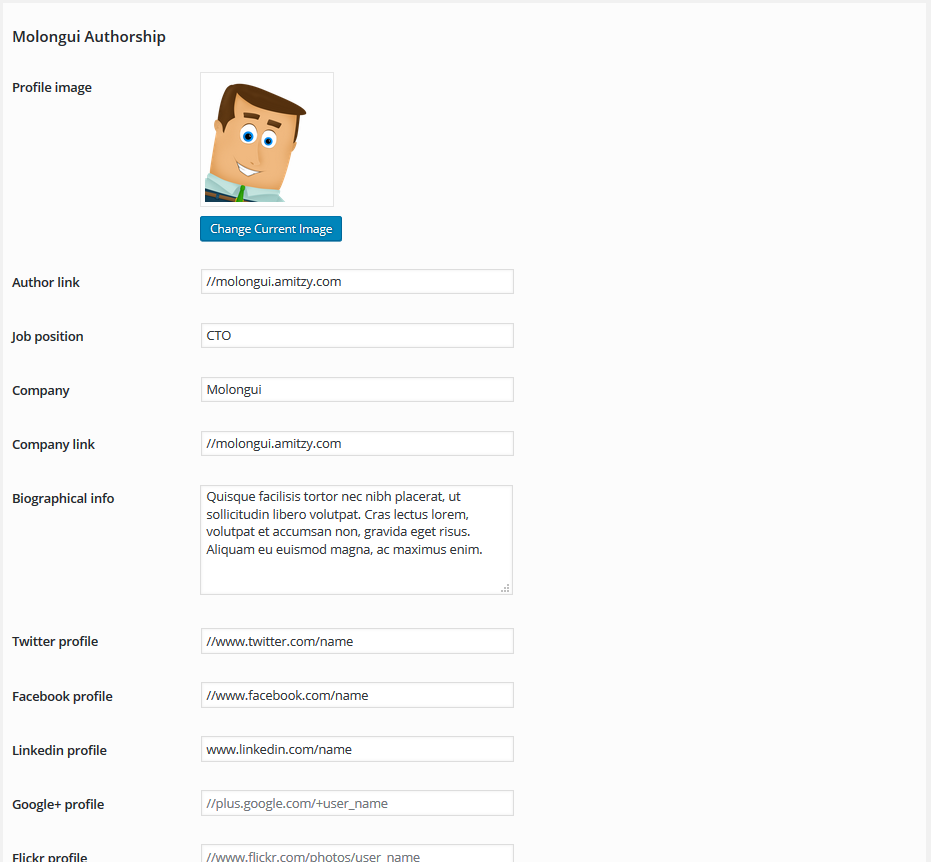 Molongui Authorship
Profile image
Change Current Image
Author link
//molongui.amitzy.com
Job position
CTO
Company
Molongui
Company link
//molongui.amitzy.com
Biographical info
Quisque facilisis tortor nec nibh placerat, ut
sollicitudin libero volutpat. Cras lectus lorem,
volutpat et accumsan non, gravida eget risus.
Aliquam eu euismod magna, ac maximus enim.
Twitter profile
//www.twitter.com/name
Facebook profile
//www.facebook.com/name
Linkedin profile
www.linkedin.com/name
Google+ profile
//plus.google.com/+user_name
Flickr profile
//www.flickr.com/photos/user_name